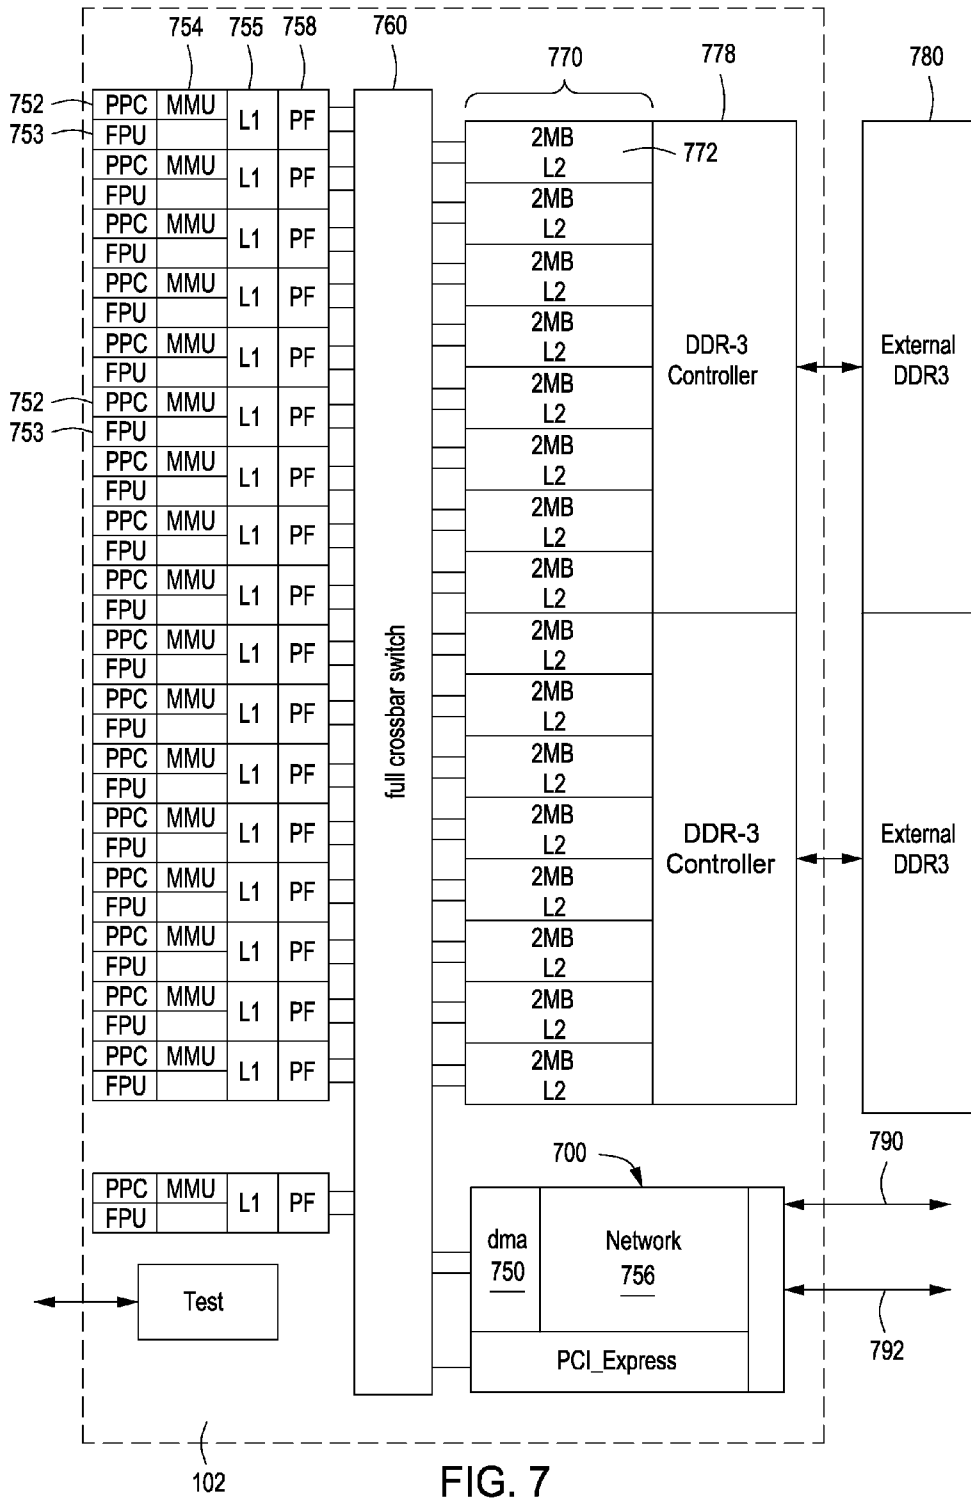 754 755 758 760 770 778 780
752 PPC MMU L1 PF
753 FPU
PPC MMU L1 PF
FPU
PPC MMU L1 PF
FPU
PPC MMU L1 PF
FPU
PPC MMU L1 PF
FPU
752 PPC MMU L1 PF
753 FPU
PPC MMU L1 PF
FPU
PPC MMU L1 PF
FPU
PPC MMU L1 PF
FPU
PPC MMU L1 PF
FPU
PPC MMU L1 PF
FPU
PPC MMU L1 PF
FPU
PPC MMU L1 PF
FPU
PPC MMU L1 PF
FPU
PPC MMU L1 PF
FPU
PPC MMU L1 PF
FPU
PPC MMU L1 PF
FPU
PPC MMU L1 PF
FPU
Test
full crossbar switch
2MB
L2
772
2MB
L2
2MB
L2
2MB
L2
2MB
L2
2MB
L2
2MB
L2
2MB
L2
2MB
L2
2MB
L2
2MB
L2
2MB
L2
2MB
L2
2MB
L2
2MB
L2
2MB
L2
DDR-3
Controller
External
DDR3
DDR-3
Controller
External
DDR3
700
790
dma
750
Network
756
792
PCI_Express
102
FIG. 7